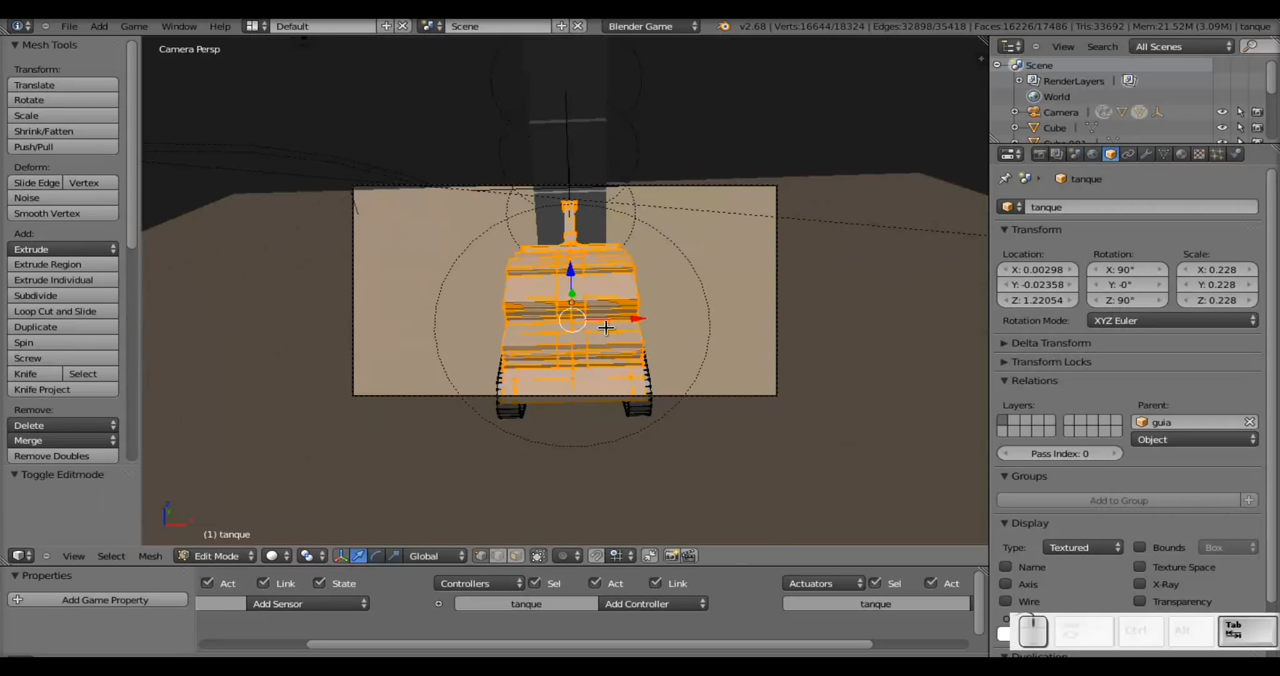 File Add Game Window Help Default Scene Blender Game v2.68 | Verts:16644/18324 | Edges:32898/35418 | Faces:16226/17486 | Tris:33692 | Mem:21.52M (3.09M) | tanque
Mesh Tools
Transform:
Translate
Rotate
Scale
Shrink/Fatten
Push/Pull
Deform:
Slide Edge Vertex
Noise
Smooth Vertex
Add:
Extrude
Extrude Region
Extrude Individual
Subdivide
Loop Cut and Slide
Duplicate
Spin
Screw
Knife Select
Knife Project
Remove:
Delete
Merge
Remove Doubles
Toggle Editmode
Camera Persp
(1) tanque
View Select Mesh Edit Mode Global
View Search All Scenes
Scene
RenderLayers
World
Camera
Cube
tanque
tanque
Transform
Location: Rotation: Scale:
X: 0.00298 X: 90° X: 0.228
Y: -0.02358 Y: -0° Y: 0.228
Z: 1.22054 Z: 90° Z: 0.228
Rotation Mode: XYZ Euler
Delta Transform
Transform Locks
Relations
Layers: Parent:
guia
Object
Pass Index: 0
Groups
Add to Group
Display
Type: Textured Bounds Box
Name Texture Space
Axis X-Ray
Wire Transparency
Ctrl Alt Tab
Properties
Add Game Property
Act Link State Controllers Sel Act Link Actuators Sel Act
Add Sensor tanque Add Controller tanque